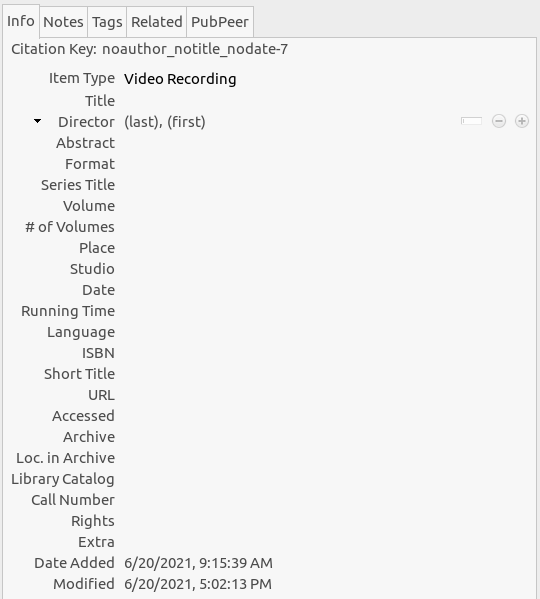 Info Notes Tags Related PubPeer
Citation Key: noauthor_notitle_nodate-7
Item Type Video Recording
Title
Director (last), (first)
Abstract
Format
Series Title
Volume
# of Volumes
Place
Studio
Date
Running Time
Language
ISBN
Short Title
URL
Accessed
Archive
Loc. in Archive
Library Catalog
Call Number
Rights
Extra
Date Added 6/20/2021, 9:15:39 AM
Modified 6/20/2021, 5:02:13 PM